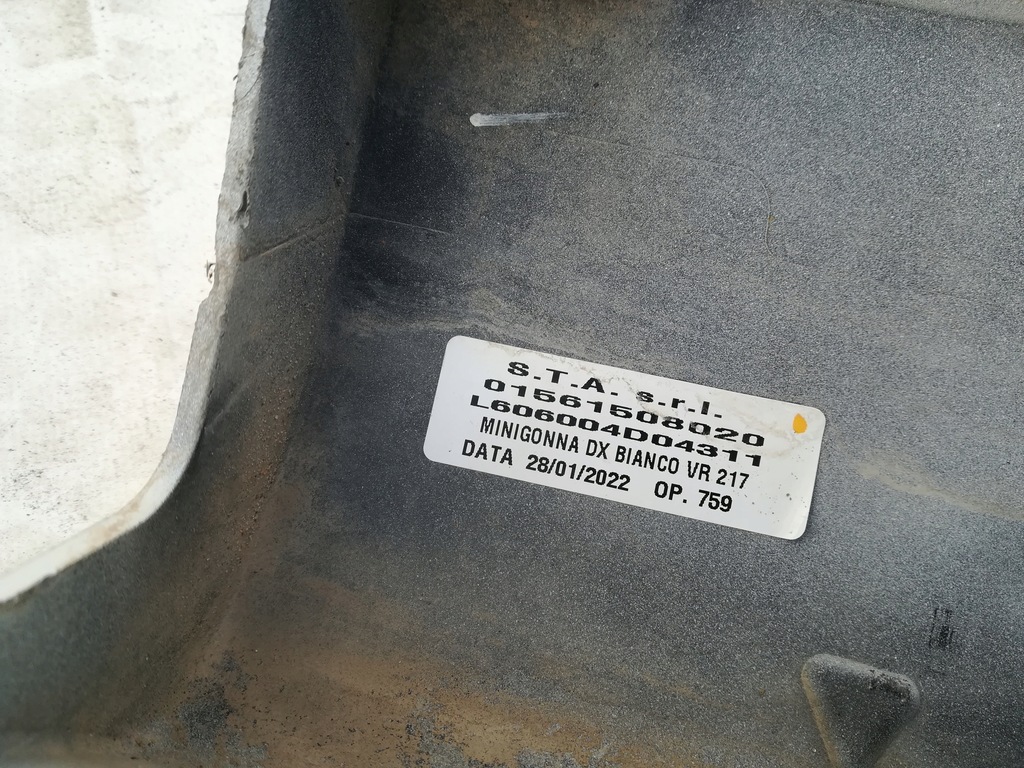 S.T.A. s.r.l.
01561508020
L606004D04311
MINIGONNA DX BIANCO VR 217
DATA 28/01/2022 OP. 759